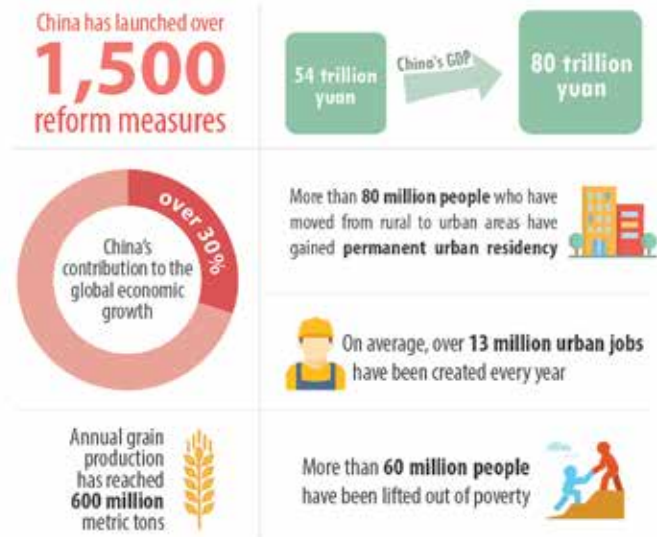 China has launched over
1,500
reform measures
54 trillion
yuan
China's GDP
80 trillion
yuan
over 30%
China's
contribution to the
global economic
growth
More than 80 million people who have
moved from rural to urban areas have
gained permanent urban residency
On average, over 13 million urban jobs
have been created every year
Annual grain
production
has reached
600 million
metric tons
More than 60 million people
have been lifted out of poverty